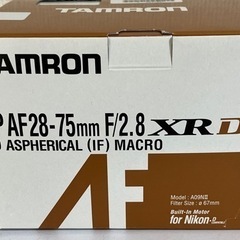 TAMRON
AF28-75mm F/2.8 XR D
ASPHERICAL (IF) MACRO
AF
Model : A09NⅡ
Filter Size : ø 67mm
Built-In Motor
for Nikon-D